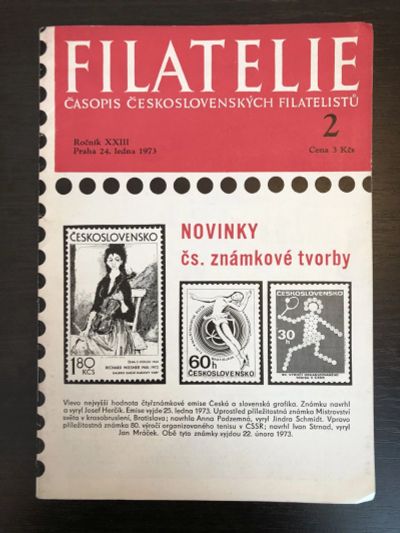 FILATELIE
ČASOPIS ČESKOSLOVENSKÝCH FILATELISTŮ
2
Ročník XXIII
Praha 24. ledna 1973
Cena 3 Kčs
NOVINKY
čs. známkové tvorby
ČESKOSLOVENSKO
1,80
KČS
60h
ČESKOSLOVENSKO
ČESKOSLOVENSKO
30
h
Vlevo nejvyšší hodnota čtyřznámkové emise Česká a slovenská grafika. Známku navrhl
a vyryl Josef Herčík. Emise vyjde 25. ledna 1973. Uprostřed příležitostná známka Mistrovství
světa v krasobruslení, Bratislava; navrhla Anna Podzemná, vyryl Jindra Schmidt. Vpravo
příležitostná známka 80. výročí organizovaného tenisu v ČSSR; navrhl Ivan Strnad, vyryl
Jan Mráček. Obě tyto známky vyjdou 22. února 1973.